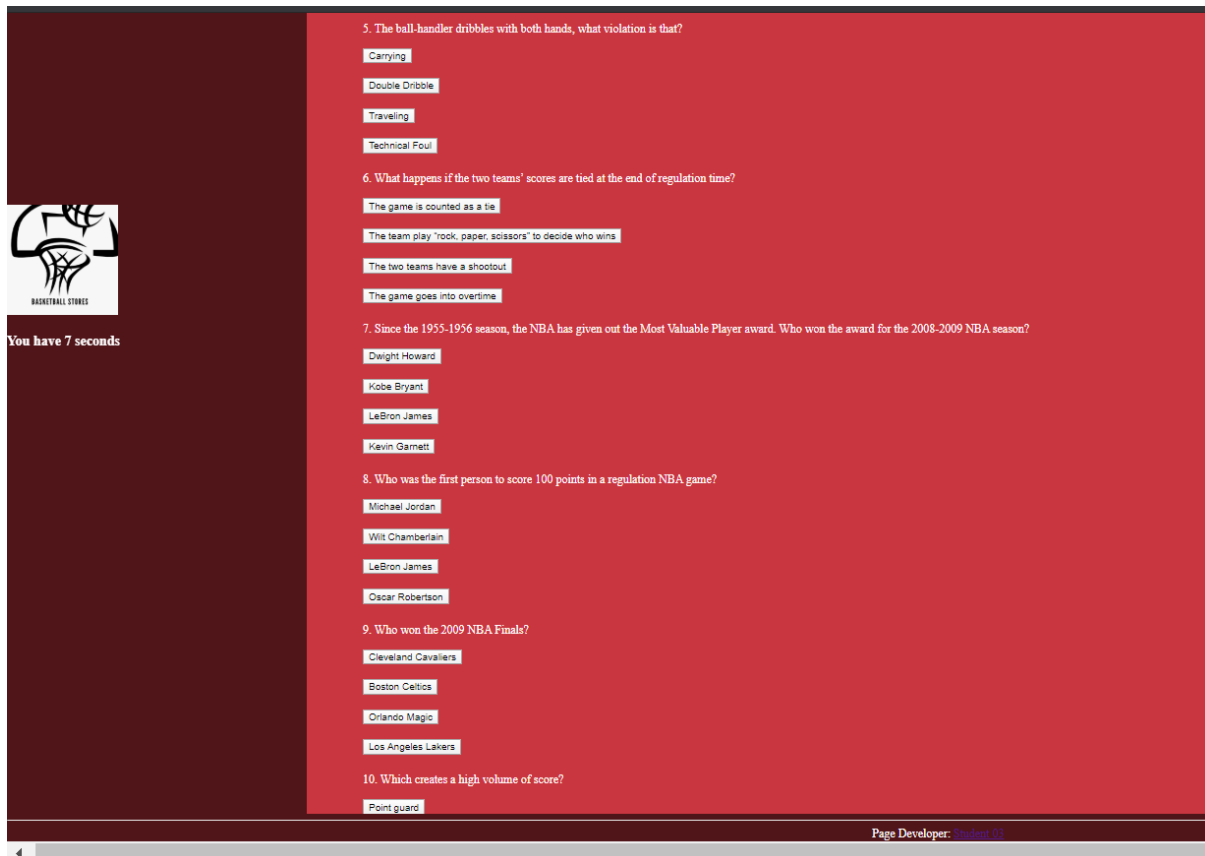 5. The ball-handler dribbles with both hands, what violation is that?
Carrying
Double Dribble
Traveling
Technical Foul
6. What happens if the two teams' scores are tied at the end of regulation time?
The game is counted as a tie
The team play "rock, paper, scissors" to decide who wins
The two teams have a shootout
The game goes into overtime
BASKETBALL STORES
You have 7 seconds
7. Since the 1955-1956 season, the NBA has given out the Most Valuable Player award. Who won the award for the 2008-2009 NBA season?
Dwight Howard
Kobe Bryant
LeBron James
Kevin Garnett
8. Who was the first person to score 100 points in a regulation NBA game?
Michael Jordan
Wilt Chamberlain
LeBron James
Oscar Robertson
9. Who won the 2009 NBA Finals?
Cleveland Cavaliers
Boston Celtics
Orlando Magic
Los Angeles Lakers
10. Which creates a high volume of score?
Point guard
Page Developer: Student 03